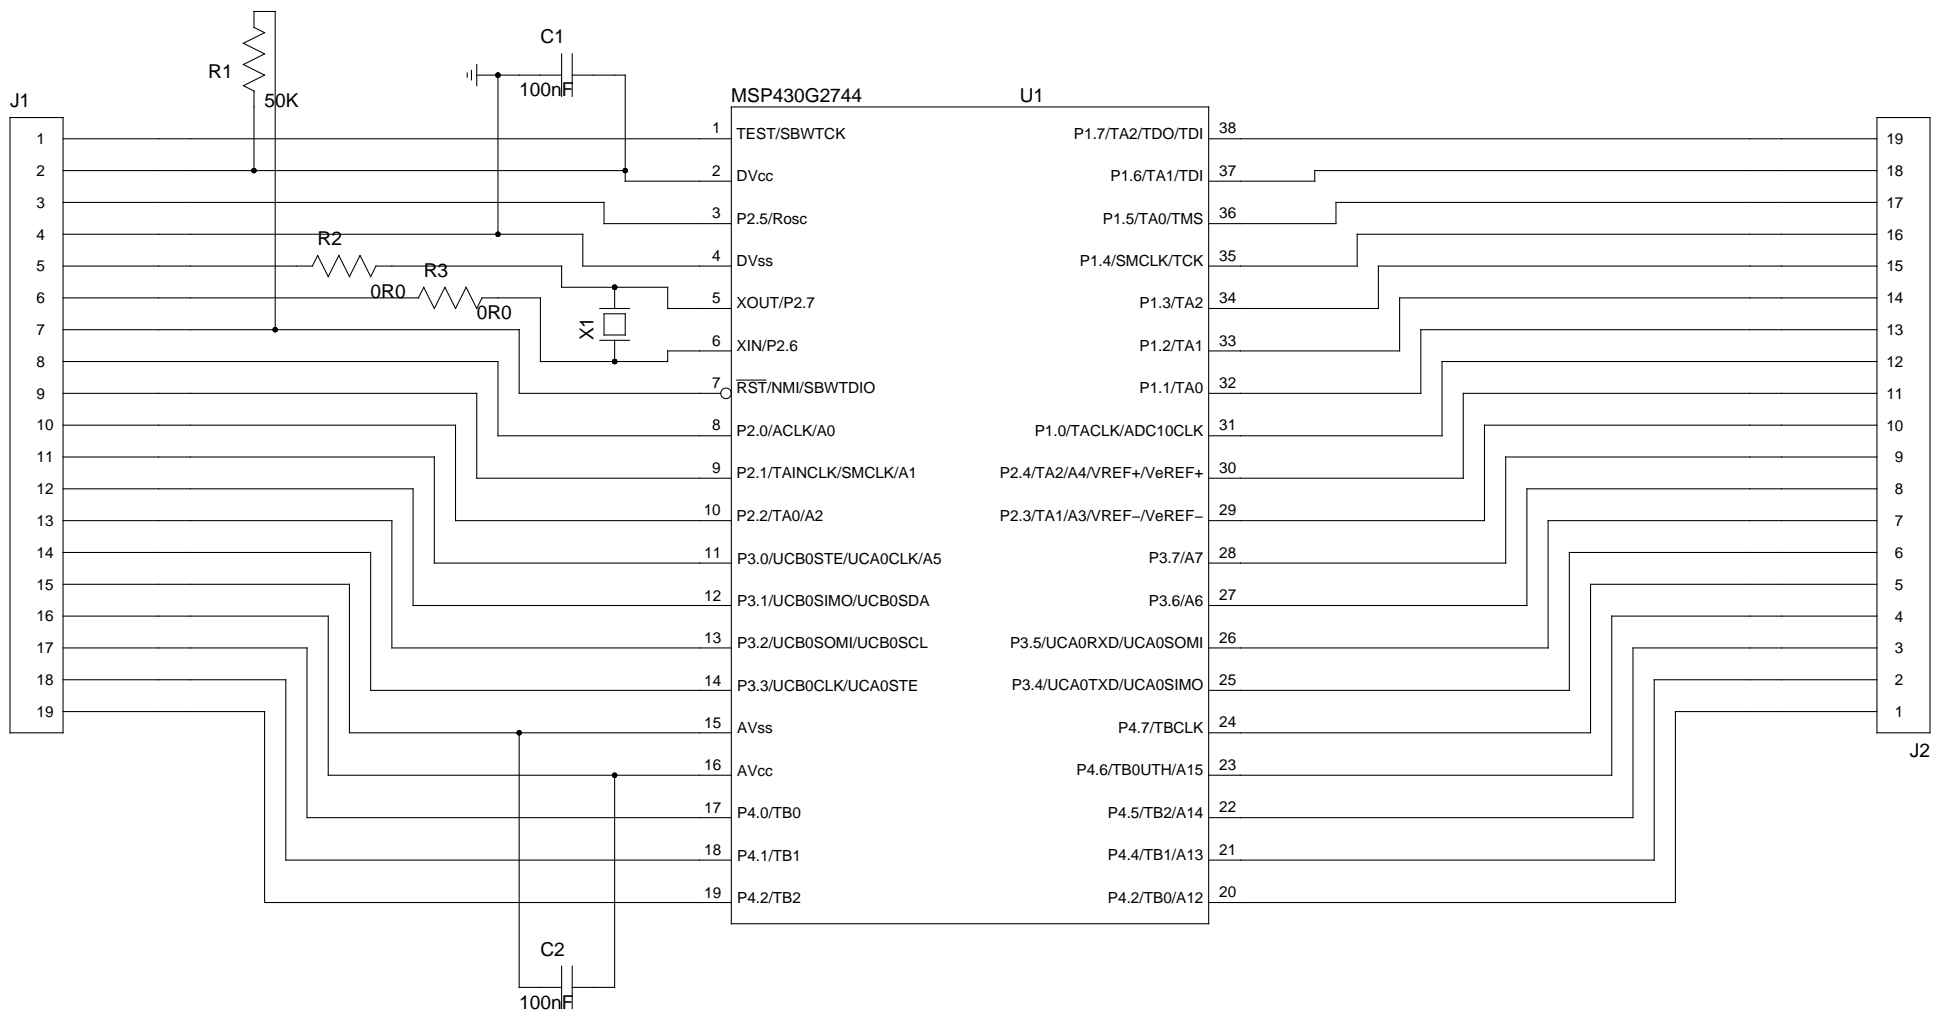 C1
100nF
R1
50K
J1
1
2
3
4
5
6
7
8
9
10
11
12
13
14
15
16
17
18
19
R2
0R0
R3
0R0
X1
MSP430G2744 U1
1 TEST/SBWTCK
2 DVcc
3 P2.5/Rosc
4 DVss
5 XOUT/P2.7
6 XIN/P2.6
7 RST/NMI/SBWTDIO
8 P2.0/ACLK/A0
9 P2.1/TAINCLK/SMCLK/A1
10 P2.2/TA0/A2
11 P3.0/UCB0STE/UCA0CLK/A5
12 P3.1/UCB0SIMO/UCB0SDA
13 P3.2/UCB0SOMI/UCB0SCL
14 P3.3/UCB0CLK/UCA0STE
15 AVss
16 AVcc
17 P4.0/TB0
18 P4.1/TB1
19 P4.2/TB2
P1.7/TA2/TDO/TDI 38
P1.6/TA1/TDI 37
P1.5/TA0/TMS 36
P1.4/SMCLK/TCK 35
P1.3/TA2 34
P1.2/TA1 33
P1.1/TA0 32
P1.0/TACLK/ADC10CLK 31
P2.4/TA2/A4/VREF+/VeREF+ 30
P2.3/TA1/A3/VREF−/VeREF− 29
P3.7/A7 28
P3.6/A6 27
P3.5/UCA0RXD/UCA0SOMI 26
P3.4/UCA0TXD/UCA0SIMO 25
P4.7/TBCLK 24
P4.6/TB0UTH/A15 23
P4.5/TB2/A14 22
P4.4/TB1/A13 21
P4.2/TB0/A12 20
19
18
17
16
15
14
13
12
11
10
9
8
7
6
5
4
3
2
1
J2
C2
100nF